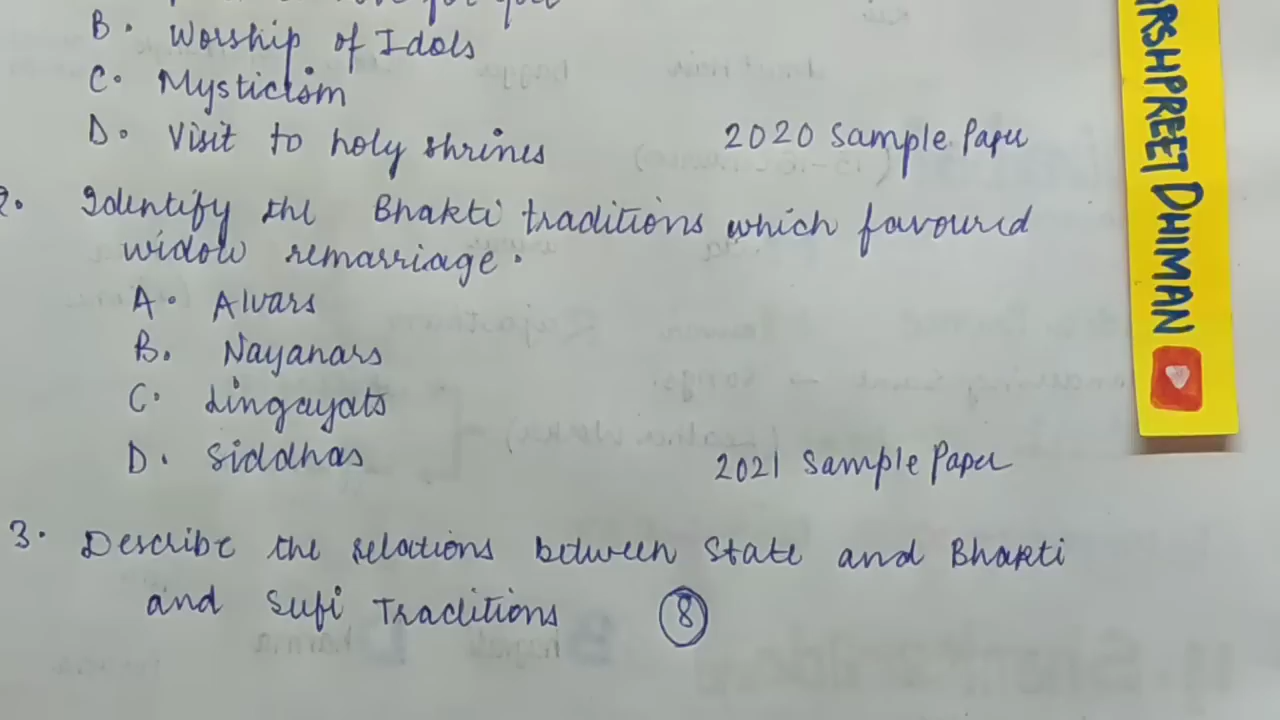 B. Worship of Idols
C. Mysticism
D. Visit to holy shrines
2020 Sample Paper
2. Identify the Bhakti traditions which favoured
widow remarriage.
A. Alvars
B. Nayanars
C. Lingayats
D. Siddhas
2021 Sample Paper
3. Describe the relations between State and Bhakti
and Sufi Traditions 8
ARSHPREET DHIMAN